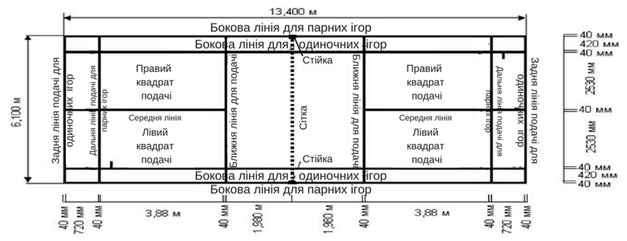 13,400 м
Бокова лінія для парних ігор
Бокова лінія для одиночних ігор
Стійка
6,100м
Задня лінія подачі для
одиночних ігор
Дальня лінія подачі для
парних ігор
Правий
квадрат
подачі
Середня лінія
Лівий
квадрат
подачі
Ближня лінія для подачі
Сітка
Стійка
Ближня лінія для подачі
Правий
квадрат
подачі
Середня лінія
Лівий
квадрат
подачі
Дальня лінія подачі для
парних ігор
Задня лінія подачі для
одиночних ігор
40 мм
420 мм
40 мм
2530 мм
40 мм
2530 мм
40 мм
420 мм
40 мм
Бокова лінія для одиночних ігор
Бокова лінія для парних ігор
40 мм
720 мм
40 мм
3,88 м
40 мм
1,980 м
1,980 м
40 мм
3,88 м
40 мм
720 мм
40 мм